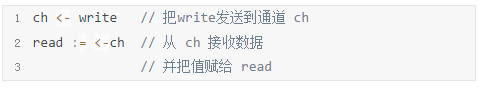 1 ch <- write   // 把write发送到通道 ch
2 read := <-ch  // 从 ch 接收数据
3               // 并把值赋给 read